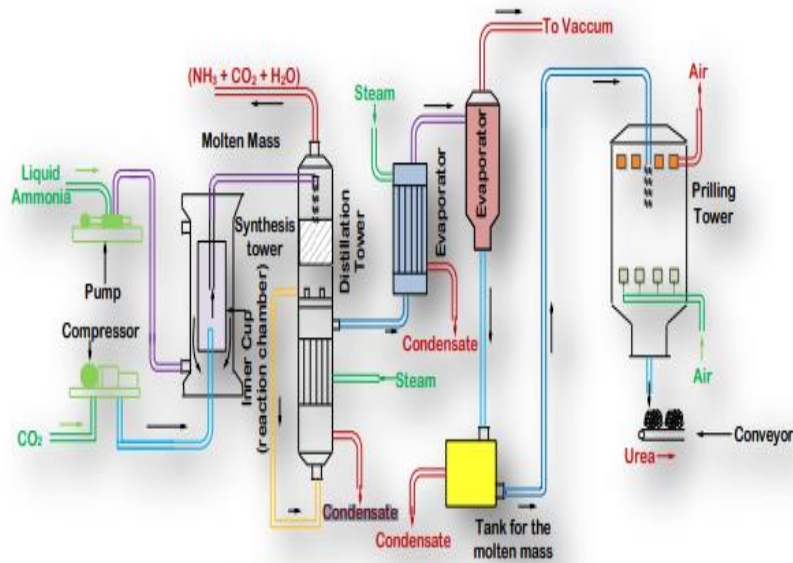 To Vaccum
(NH₃ + CO₂ + H₂O)
Steam
Air
Molten Mass
Liquid
Ammonia
Evaporator
Evaporator
Prilling
Tower
Synthesis
tower
Distillation
Tower
Pump
Compressor
Inner Cup
(reaction chamber)
Condensate
Steam
Air
CO₂
Conveyor
Urea
Condensate
Condensate
Tank for the
molten mass